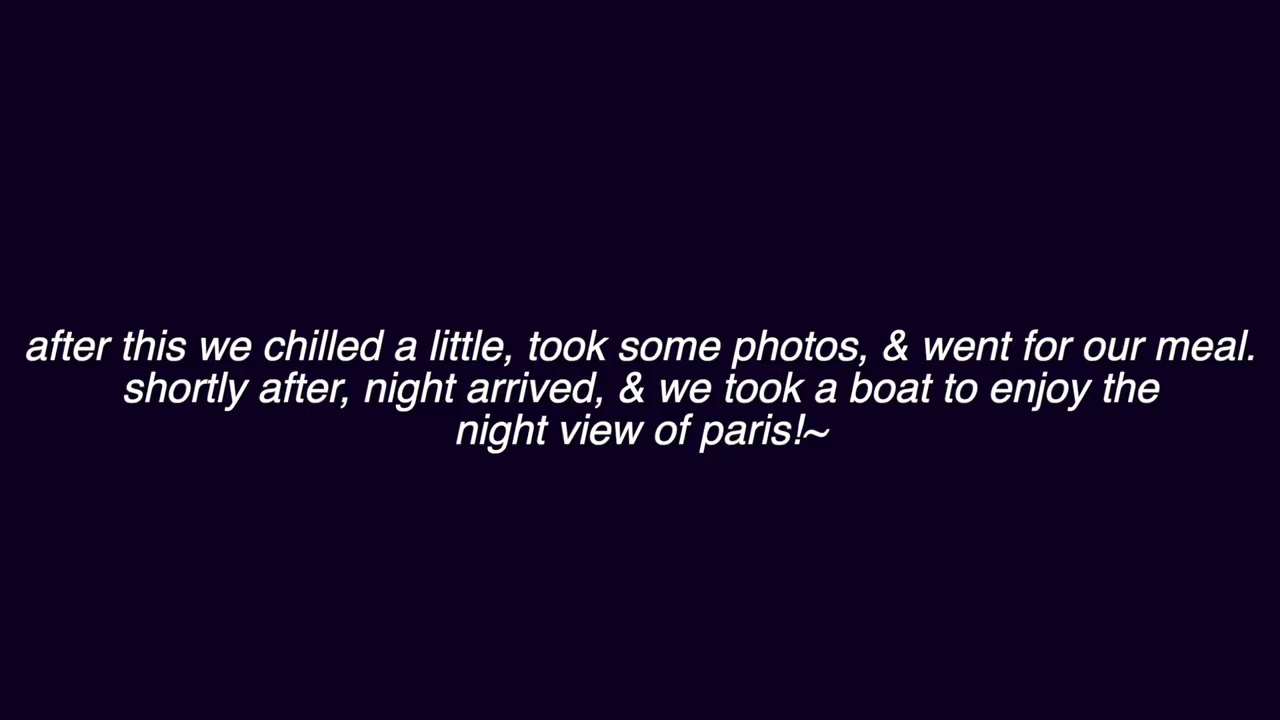 after this we chilled a little, took some photos, & went for our meal.
shortly after, night arrived, & we took a boat to enjoy the
night view of paris!~